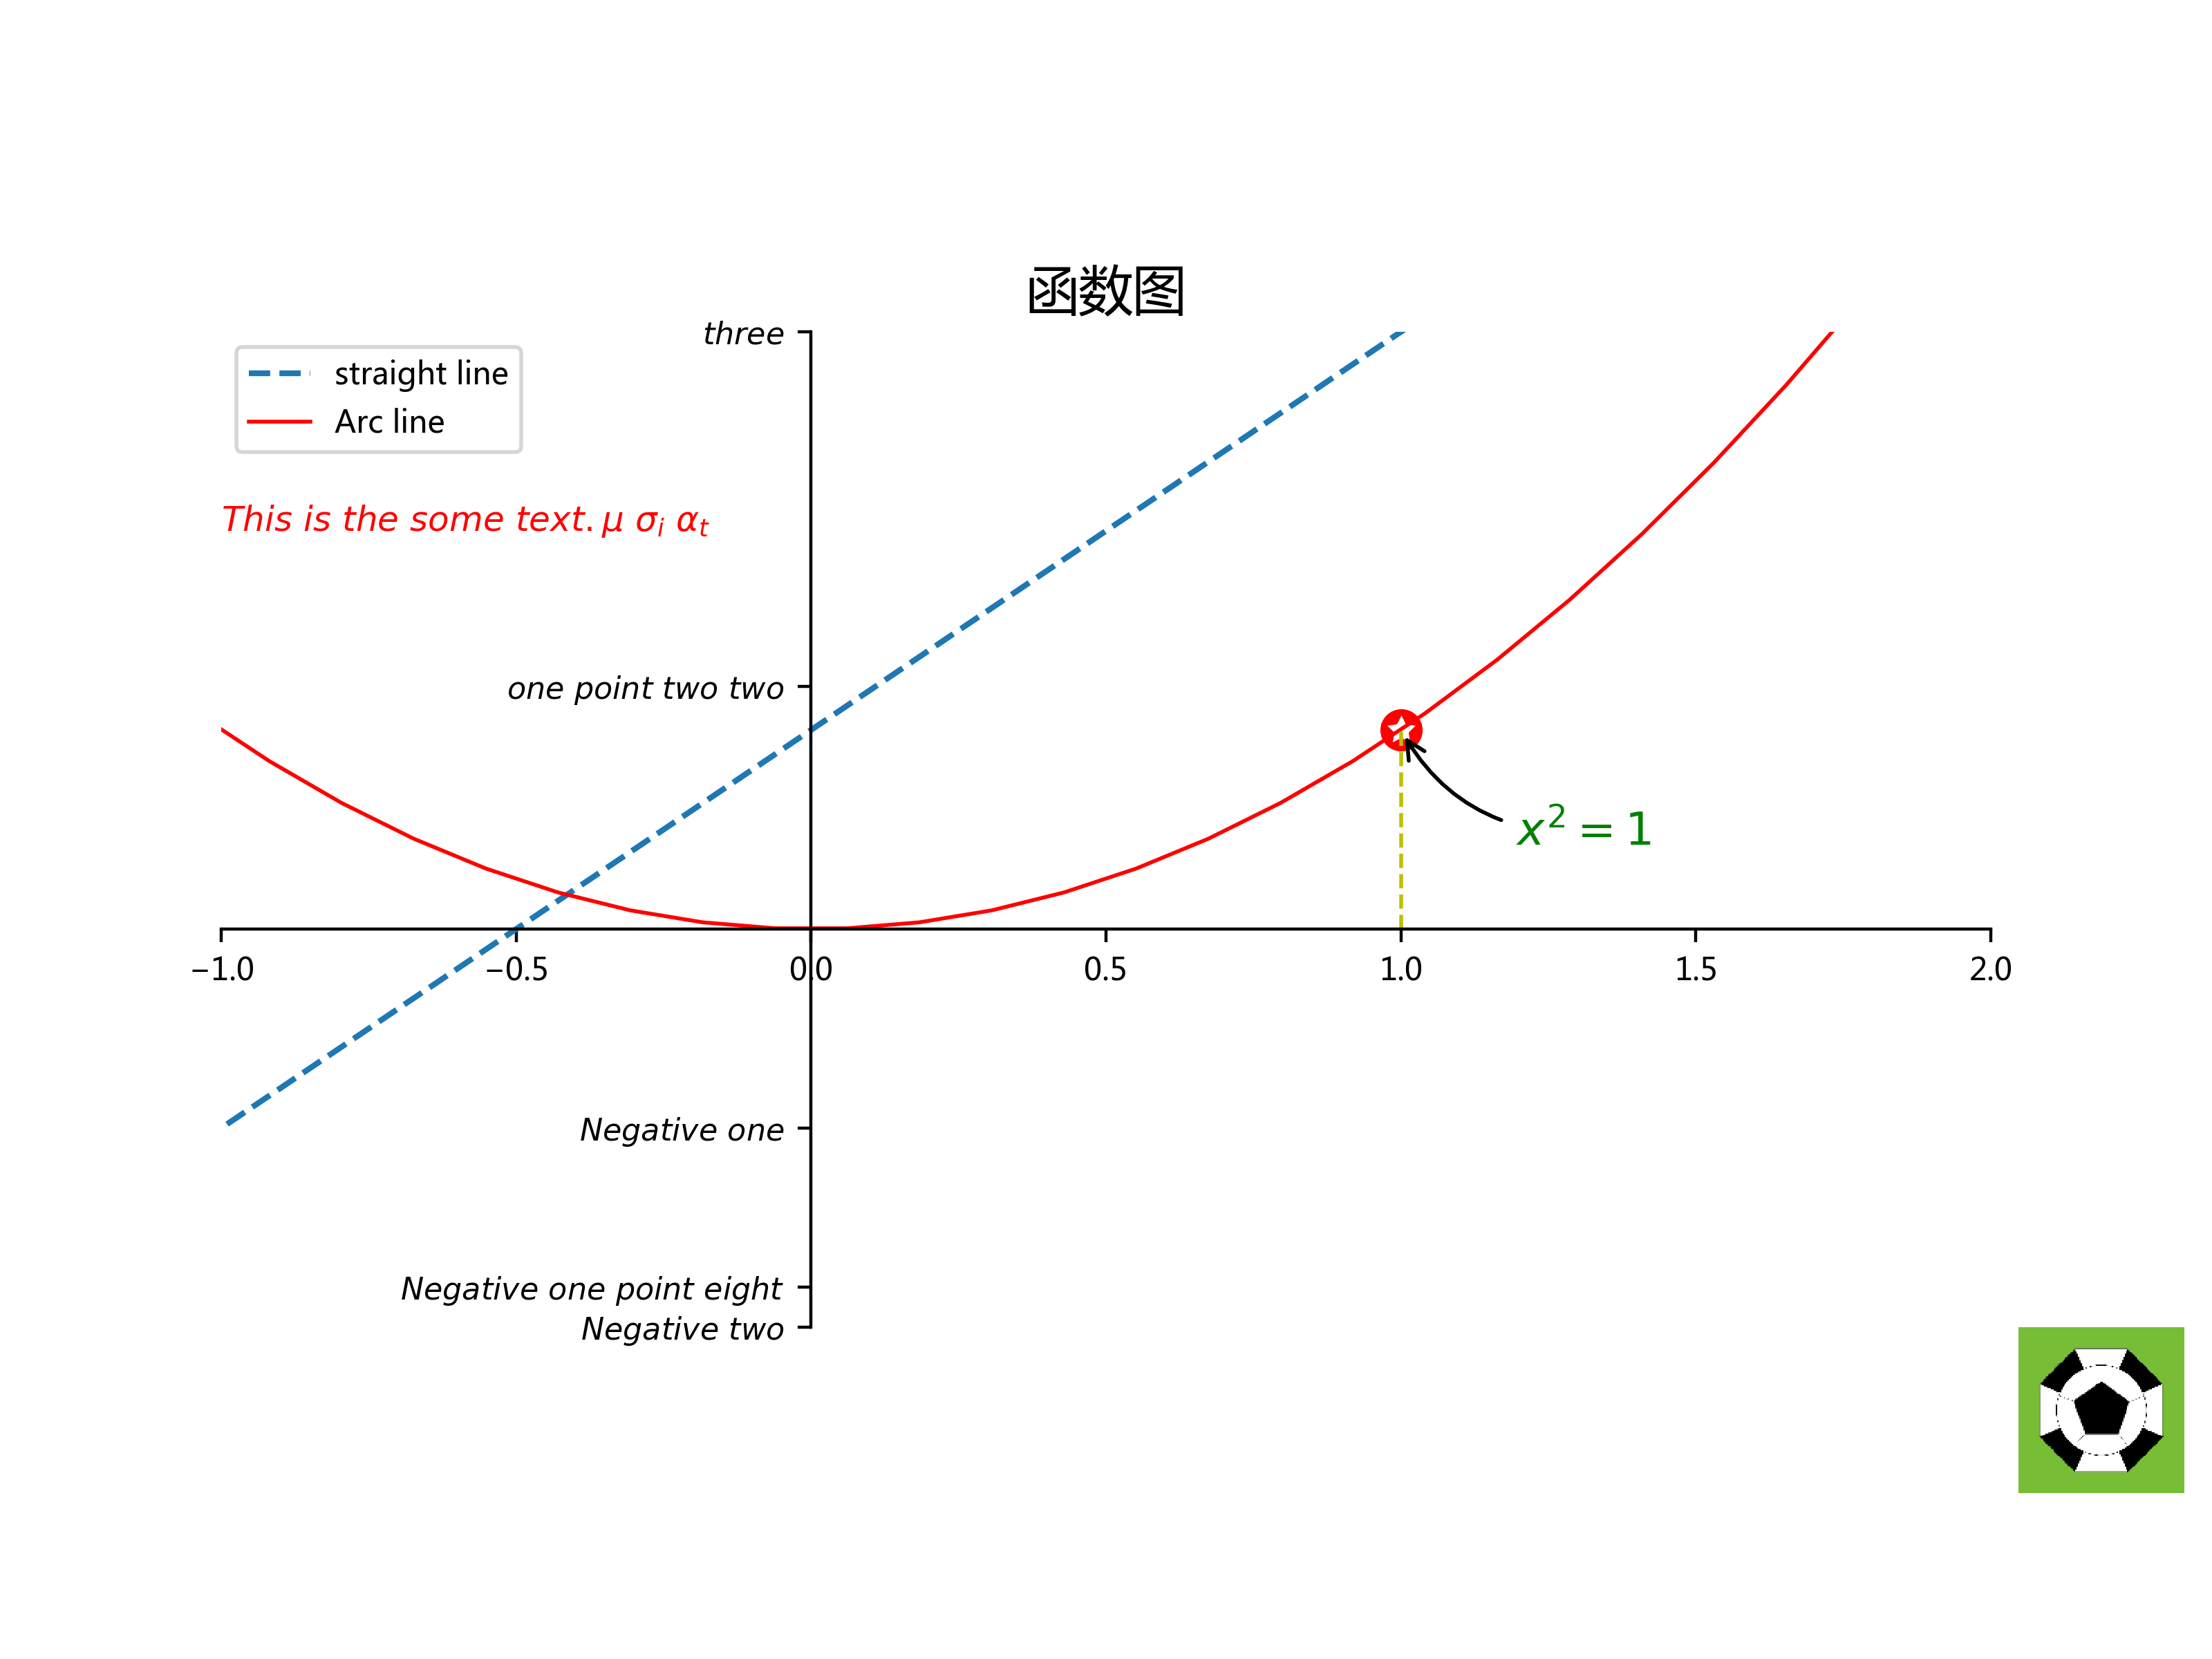 函数图
three
straight line
Arc line
This is the some text. μ σᵢ αₜ
one point two two
x² = 1
−1.0 −0.5 0.0 0.5 1.0 1.5 2.0
Negative one
Negative one point eight
Negative two